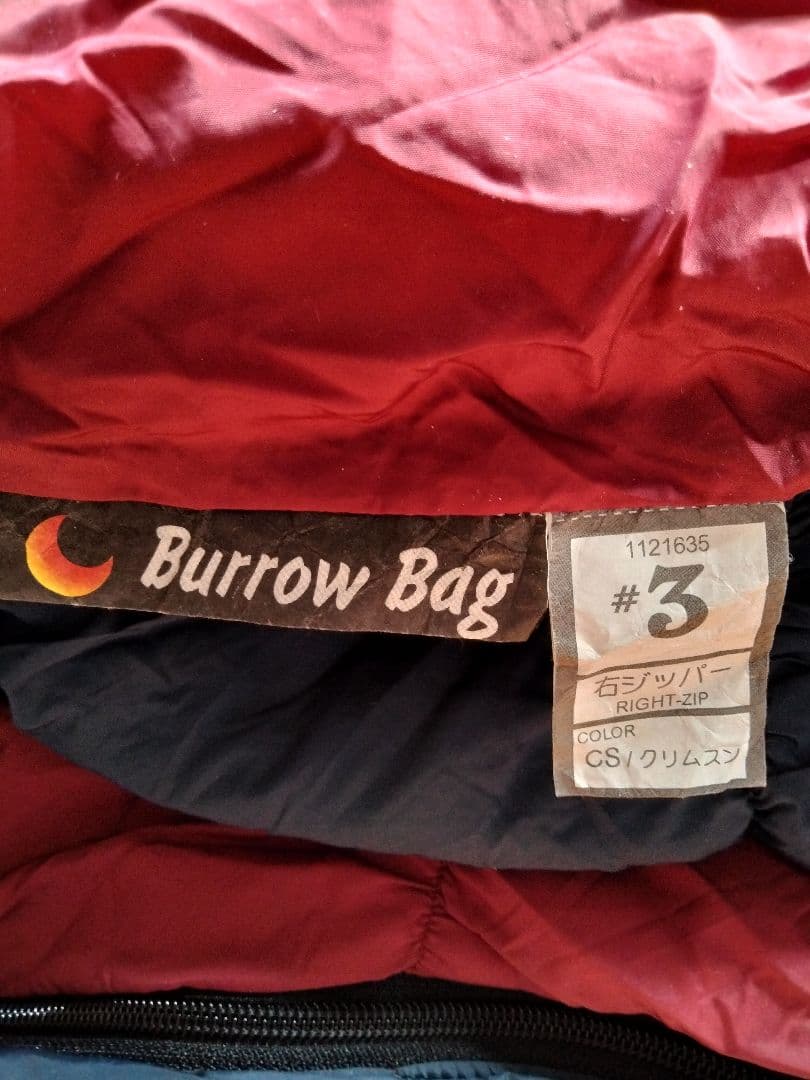 Burrow Bag
1121635
#3
右ジッパー
RIGHT-ZIP
COLOR
CS/クリムスン